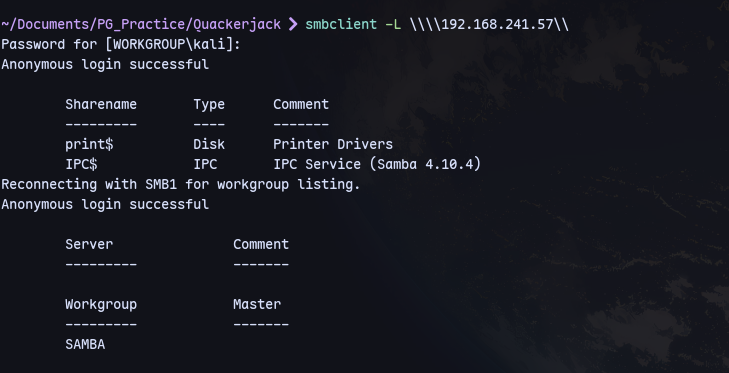 ~/Documents/PG_Practice/Quackerjack ❯ smbclient -L \\\\192.168.241.57\\
Password for [WORKGROUP\kali]:
Anonymous login successful
Sharename Type Comment
--------- ---- -------
print$ Disk Printer Drivers
IPC$ IPC IPC Service (Samba 4.10.4)
Reconnecting with SMB1 for workgroup listing.
Anonymous login successful
Server Comment
--------- -------
Workgroup Master
--------- -------
SAMBA